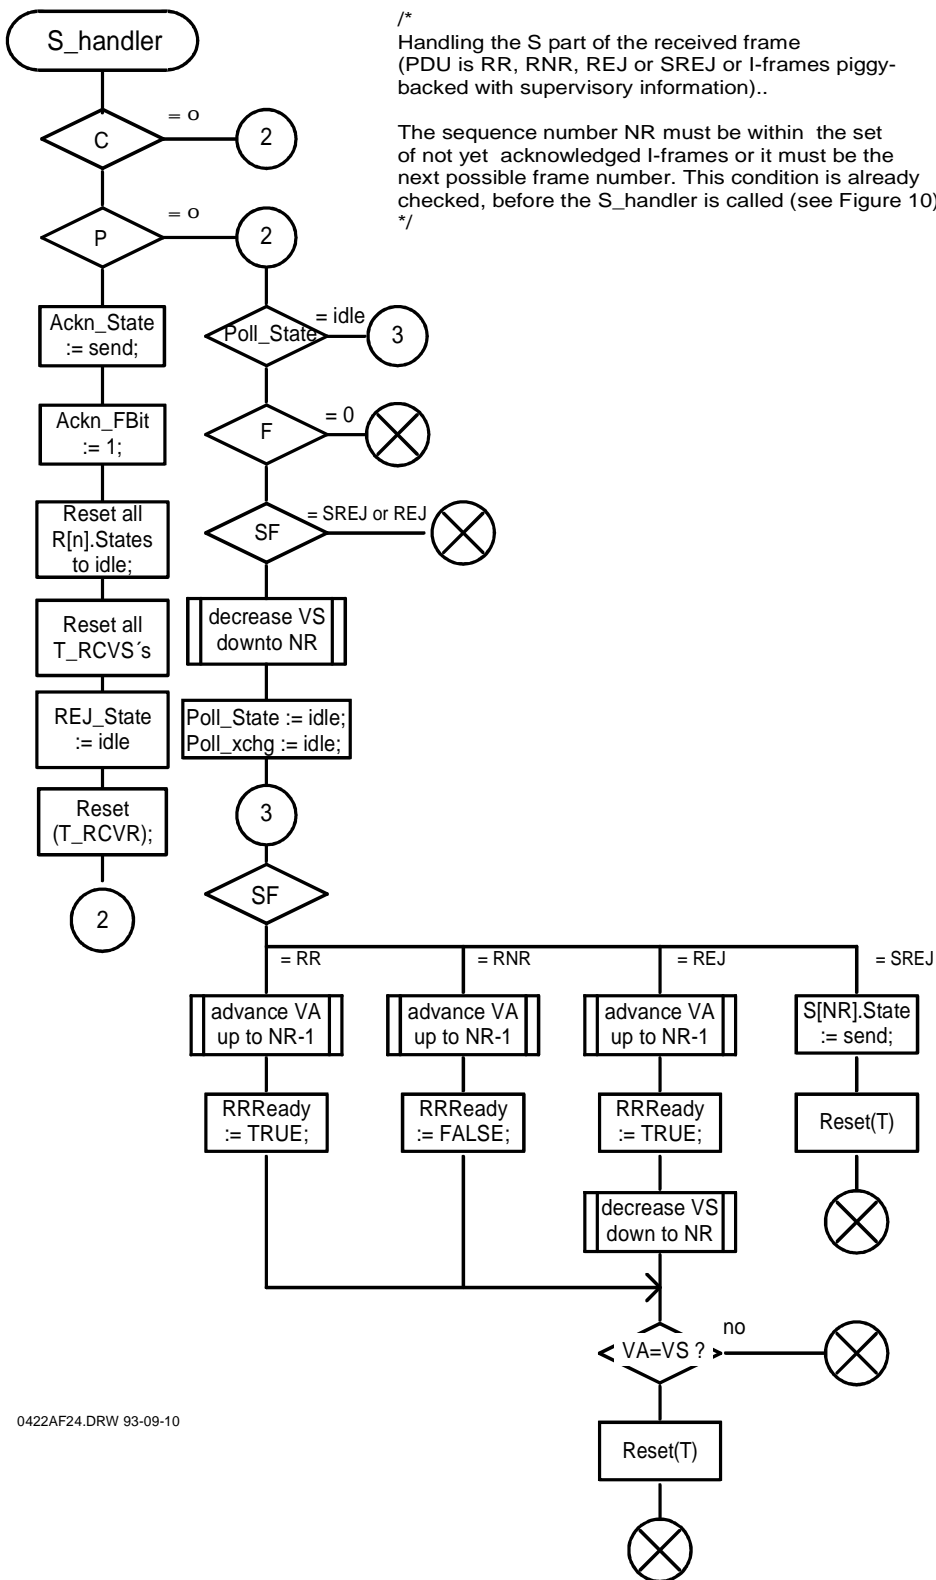 S_handler
/*
Handling the S part of the received frame
(PDU is RR, RNR, REJ or SREJ or I-frames piggy-
backed with supervisory information)..
The sequence number NR must be within the set
of not yet acknowledged I-frames or it must be the
next possible frame number. This condition is already
checked, before the S_handler is called (see Figure 10)
*/
C
= 0
2
P
= 0
2
Ackn_State
:= send;
Ackn_FBit
:= 1;
Reset all
R[n].States
to idle;
Reset all
T_RCVS´s
REJ_State
:= idle
Reset
(T_RCVR);
2
Poll_State
= idle
3
F
= 0
SF
= SREJ or REJ
decrease VS
downto NR
Poll_State := idle;
Poll_xchg := idle;
3
SF
= RR
= RNR
= REJ
= SREJ
advance VA
up to NR-1
advance VA
up to NR-1
advance VA
up to NR-1
S[NR].State
:= send;
RRReady
:= TRUE;
RRReady
:= FALSE;
RRReady
:= TRUE;
Reset(T)
decrease VS
down to NR
VA=VS ?
no
Reset(T)
0422AF24.DRW 93-09-10